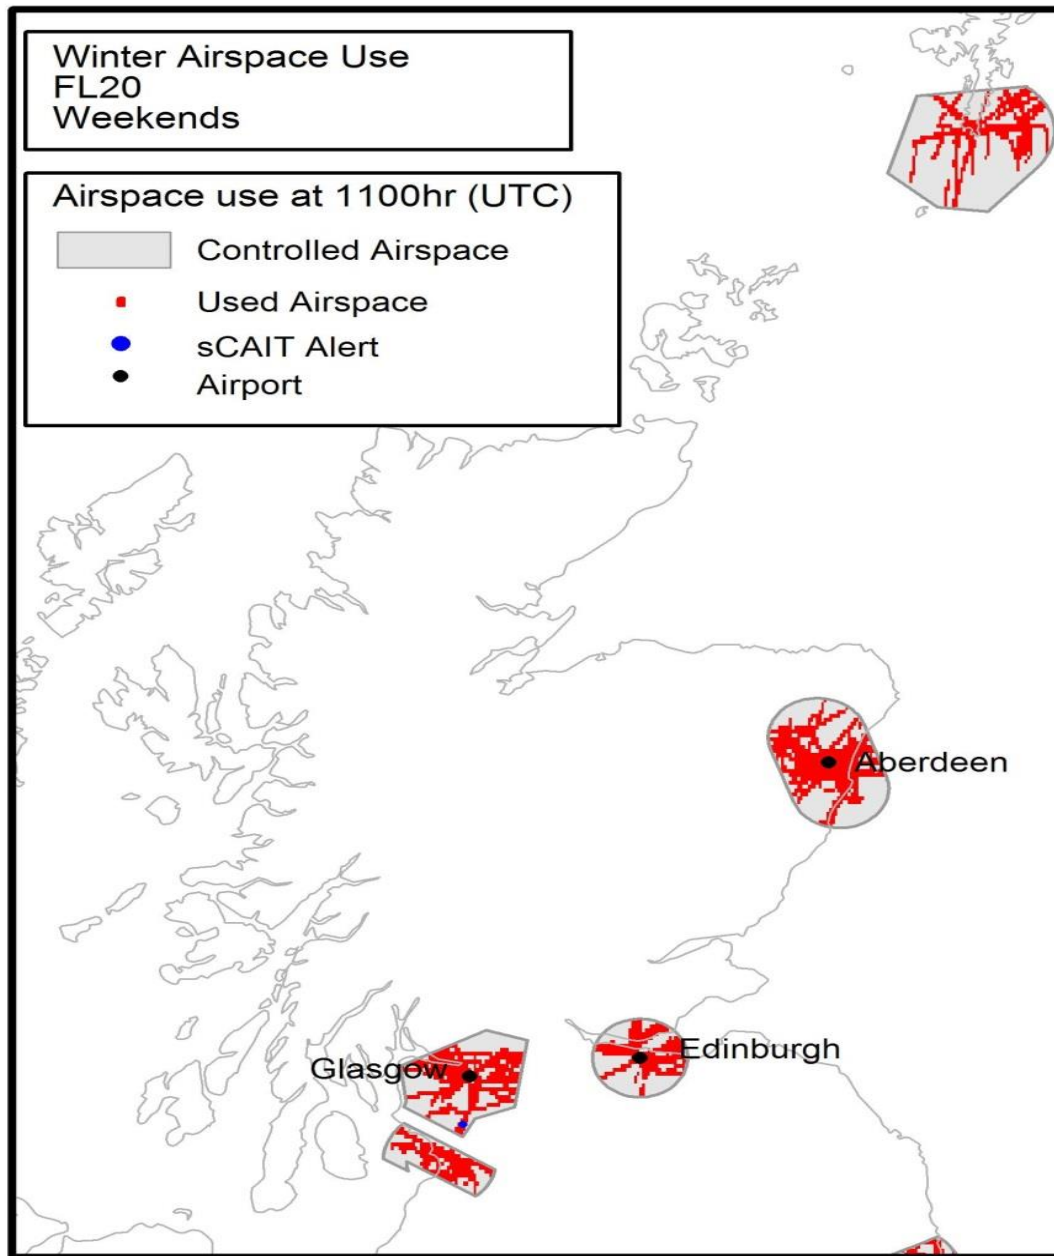 Winter Airspace Use
FL20
Weekends
Airspace use at 1100hr (UTC)
Controlled Airspace
Used Airspace
sCAIT Alert
Airport
Aberdeen
Edinburgh
Glasgow